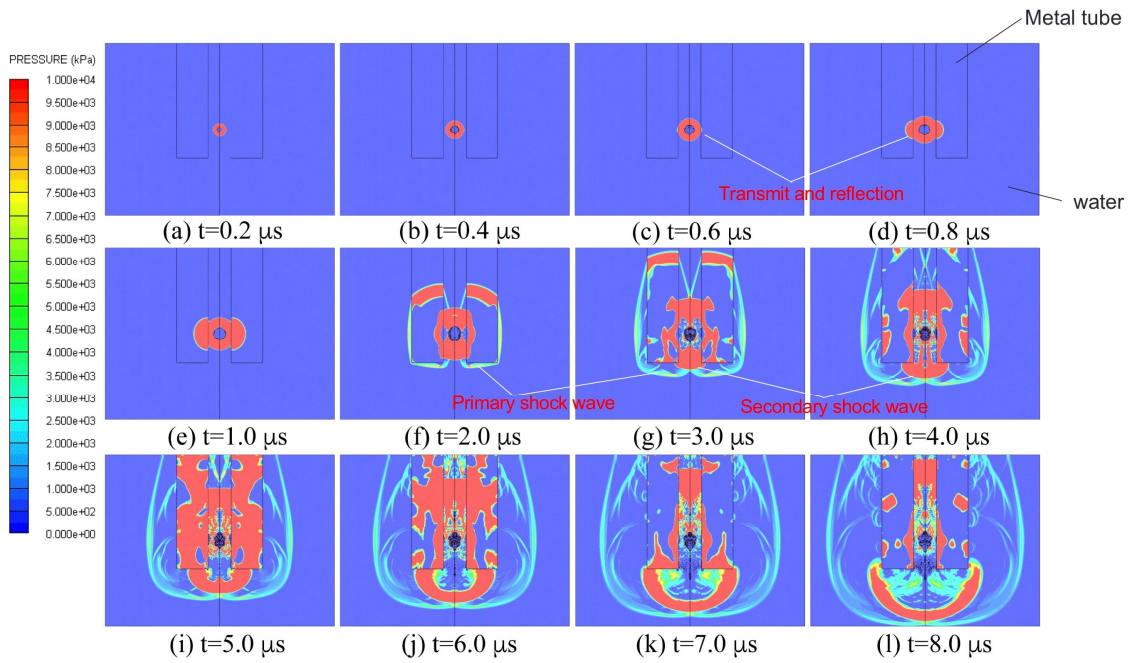 Metal tube
PRESSURE (kPa)
1.000e+04
9.500e+03
9.000e+03
8.500e+03
8.000e+03
7.500e+03
7.000e+03
6.500e+03
6.000e+03
5.500e+03
5.000e+03
4.500e+03
4.000e+03
3.500e+03
3.000e+03
2.500e+03
2.000e+03
1.500e+03
1.000e+03
5.000e+02
0.000e+00
Transmit and reflection
water
(a) t=0.2 μs
(b) t=0.4 μs
(c) t=0.6 μs
(d) t=0.8 μs
Primary shock wave
Secondary shock wave
(e) t=1.0 μs
(f) t=2.0 μs
(g) t=3.0 μs
(h) t=4.0 μs
(i) t=5.0 μs
(j) t=6.0 μs
(k) t=7.0 μs
(l) t=8.0 μs